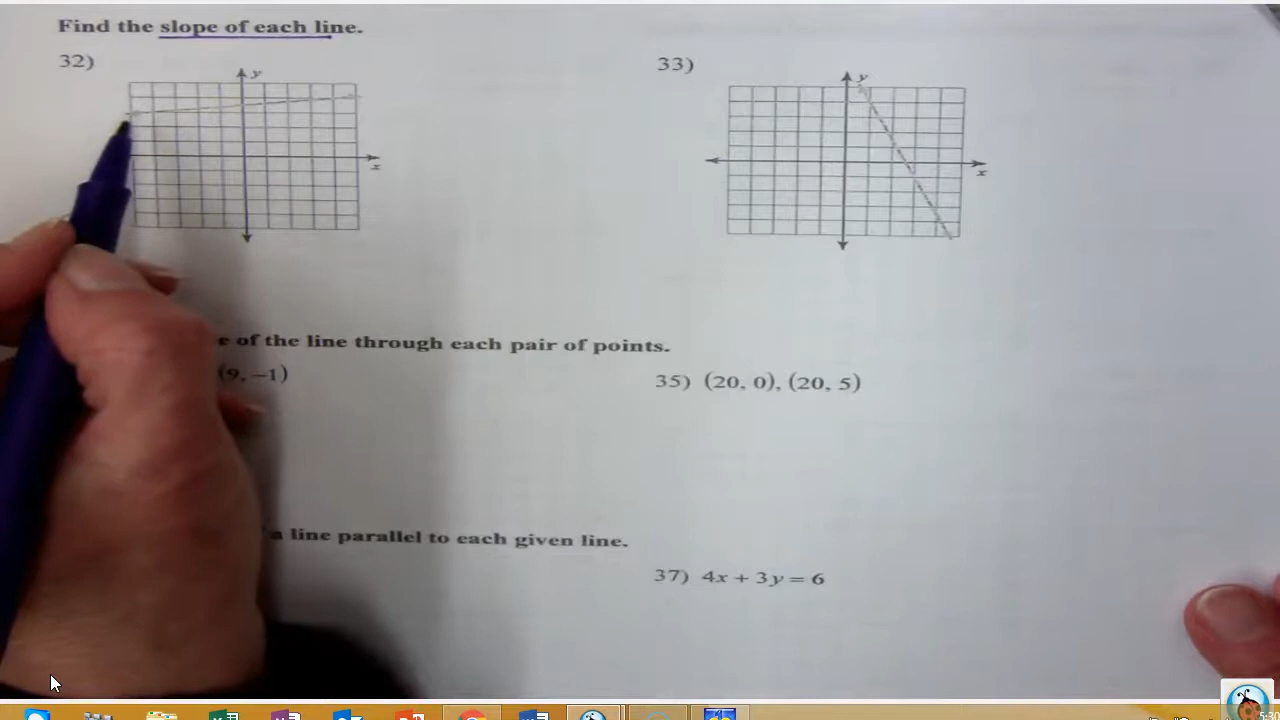 Find the slope of each line.
32)
y
x
33)
y
x
e of the line through each pair of points.
(9, −1)
35) (20, 0), (20, 5)
a line parallel to each given line.
37) 4x + 3y = 6